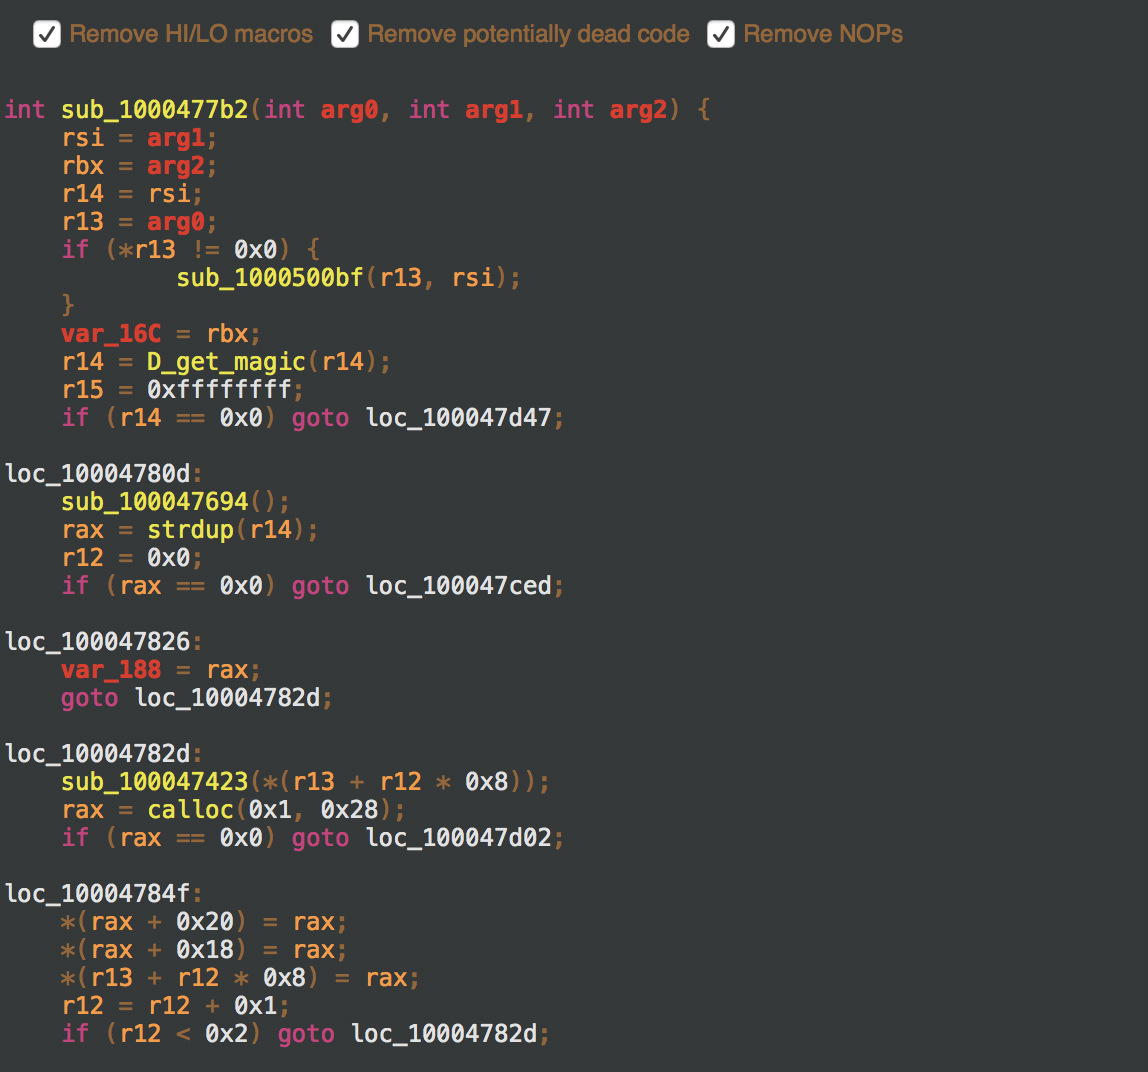 Remove HI/LO macros Remove potentially dead code Remove NOPs
int sub_1000477b2(int arg0, int arg1, int arg2) {
    rsi = arg1;
    rbx = arg2;
    r14 = rsi;
    r13 = arg0;
    if (*r13 != 0x0) {
            sub_1000500bf(r13, rsi);
    }
    var_16C = rbx;
    r14 = D_get_magic(r14);
    r15 = 0xffffffff;
    if (r14 == 0x0) goto loc_100047d47;

loc_10004780d:
    sub_100047694();
    rax = strdup(r14);
    r12 = 0x0;
    if (rax == 0x0) goto loc_100047ced;

loc_100047826:
    var_188 = rax;
    goto loc_10004782d;

loc_10004782d:
    sub_100047423(*(r13 + r12 * 0x8));
    rax = calloc(0x1, 0x28);
    if (rax == 0x0) goto loc_100047d02;

loc_10004784f:
    *(rax + 0x20) = rax;
    *(rax + 0x18) = rax;
    *(r13 + r12 * 0x8) = rax;
    r12 = r12 + 0x1;
    if (r12 < 0x2) goto loc_10004782d;